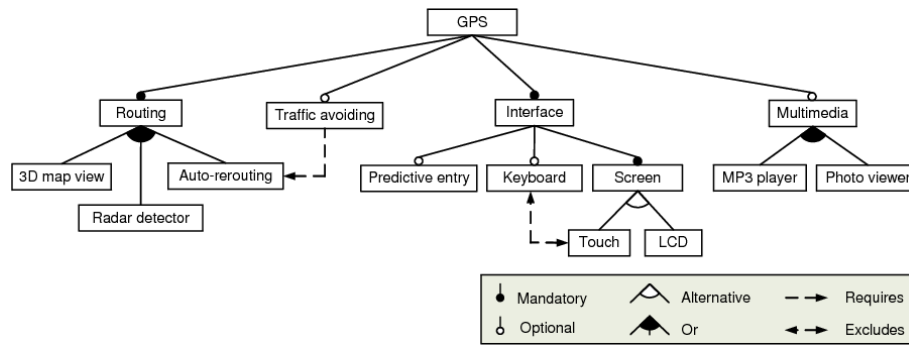 GPS
Routing
Traffic avoiding
Interface
Multimedia
3D map view
Auto-rerouting
Predictive entry
Keyboard
Screen
MP3 player
Photo viewer
Radar detector
Touch
LCD
Mandatory
Alternative
Requires
Optional
Or
Excludes